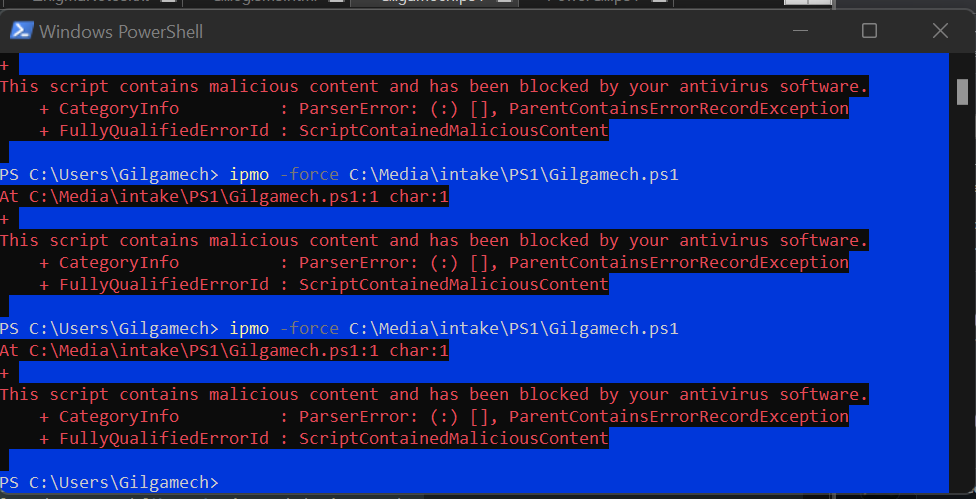 Windows PowerShell
+
This script contains malicious content and has been blocked by your antivirus software.
    + CategoryInfo          : ParserError: (:) [], ParentContainsErrorRecordException
    + FullyQualifiedErrorId : ScriptContainedMaliciousContent
PS C:\Users\Gilgamech> ipmo -force C:\Media\intake\PS1\Gilgamech.ps1
At C:\Media\intake\PS1\Gilgamech.ps1:1 char:1
+
This script contains malicious content and has been blocked by your antivirus software.
    + CategoryInfo          : ParserError: (:) [], ParentContainsErrorRecordException
    + FullyQualifiedErrorId : ScriptContainedMaliciousContent
PS C:\Users\Gilgamech> ipmo -force C:\Media\intake\PS1\Gilgamech.ps1
At C:\Media\intake\PS1\Gilgamech.ps1:1 char:1
+
This script contains malicious content and has been blocked by your antivirus software.
    + CategoryInfo          : ParserError: (:) [], ParentContainsErrorRecordException
    + FullyQualifiedErrorId : ScriptContainedMaliciousContent
PS C:\Users\Gilgamech>